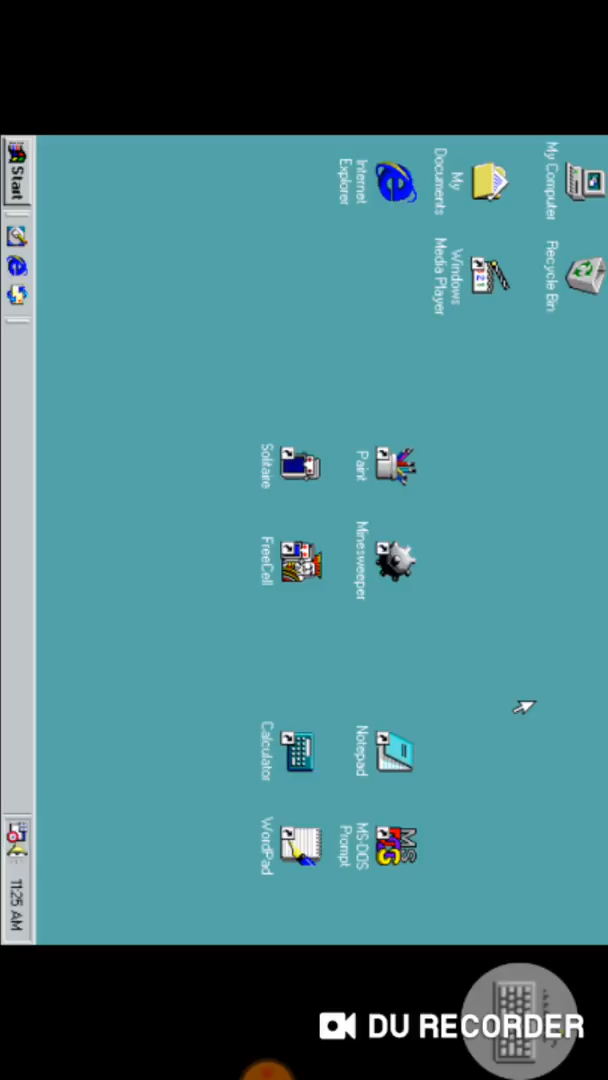 My Computer
Recycle Bin
My
Documents
Windows
Media Player
Internet
Explorer
Paint
Minesweeper
Notepad
MS-DOS
Prompt
Solitaire
FreeCell
Calculator
WordPad
Start
11:25 AM
DU RECORDER